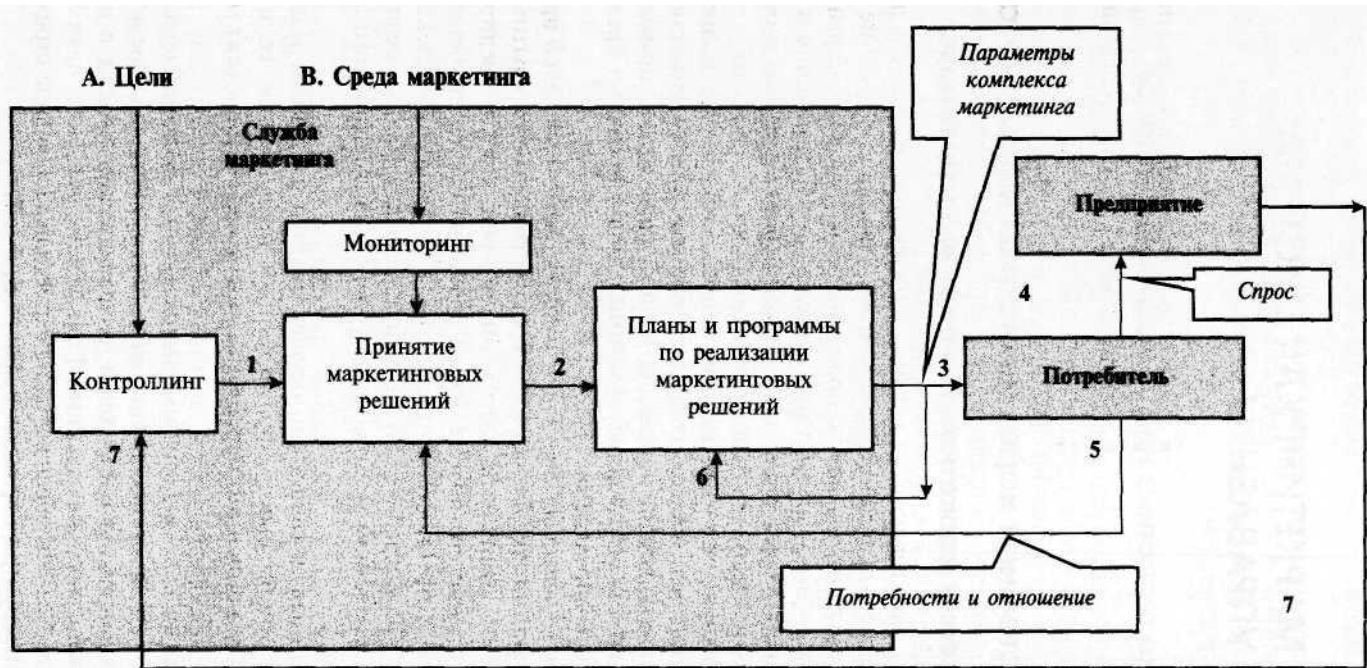 А. Цели
В. Среда маркетинга
Параметры
комплекса
маркетинга
Служба
маркетинга
Предприятие
Мониторинг
4
Спрос
Контроллинг
1
Принятие
маркетинговых
решений
2
Планы и программы
по реализации
маркетинговых
решений
3
Потребитель
7
6
5
Потребности и отношение
7